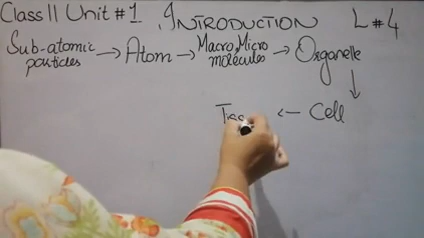 Class 11 Unit #1 INTRODUCTION L #4
Sub-atomic particles → Atom → Macro, Micro molecules → Organelle
↓
← Cell